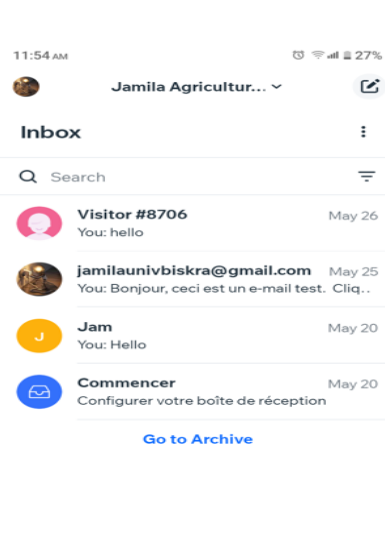 11:54 AM 27%
Jamila Agricultur...
Inbox
Search
Visitor #8706 May 26
You: hello
jamilaunivbiskra@gmail.com May 25
You: Bonjour, ceci est un e-mail test. Cliq..
J
Jam May 20
You: Hello
Commencer May 20
Configurer votre boîte de réception
Go to Archive